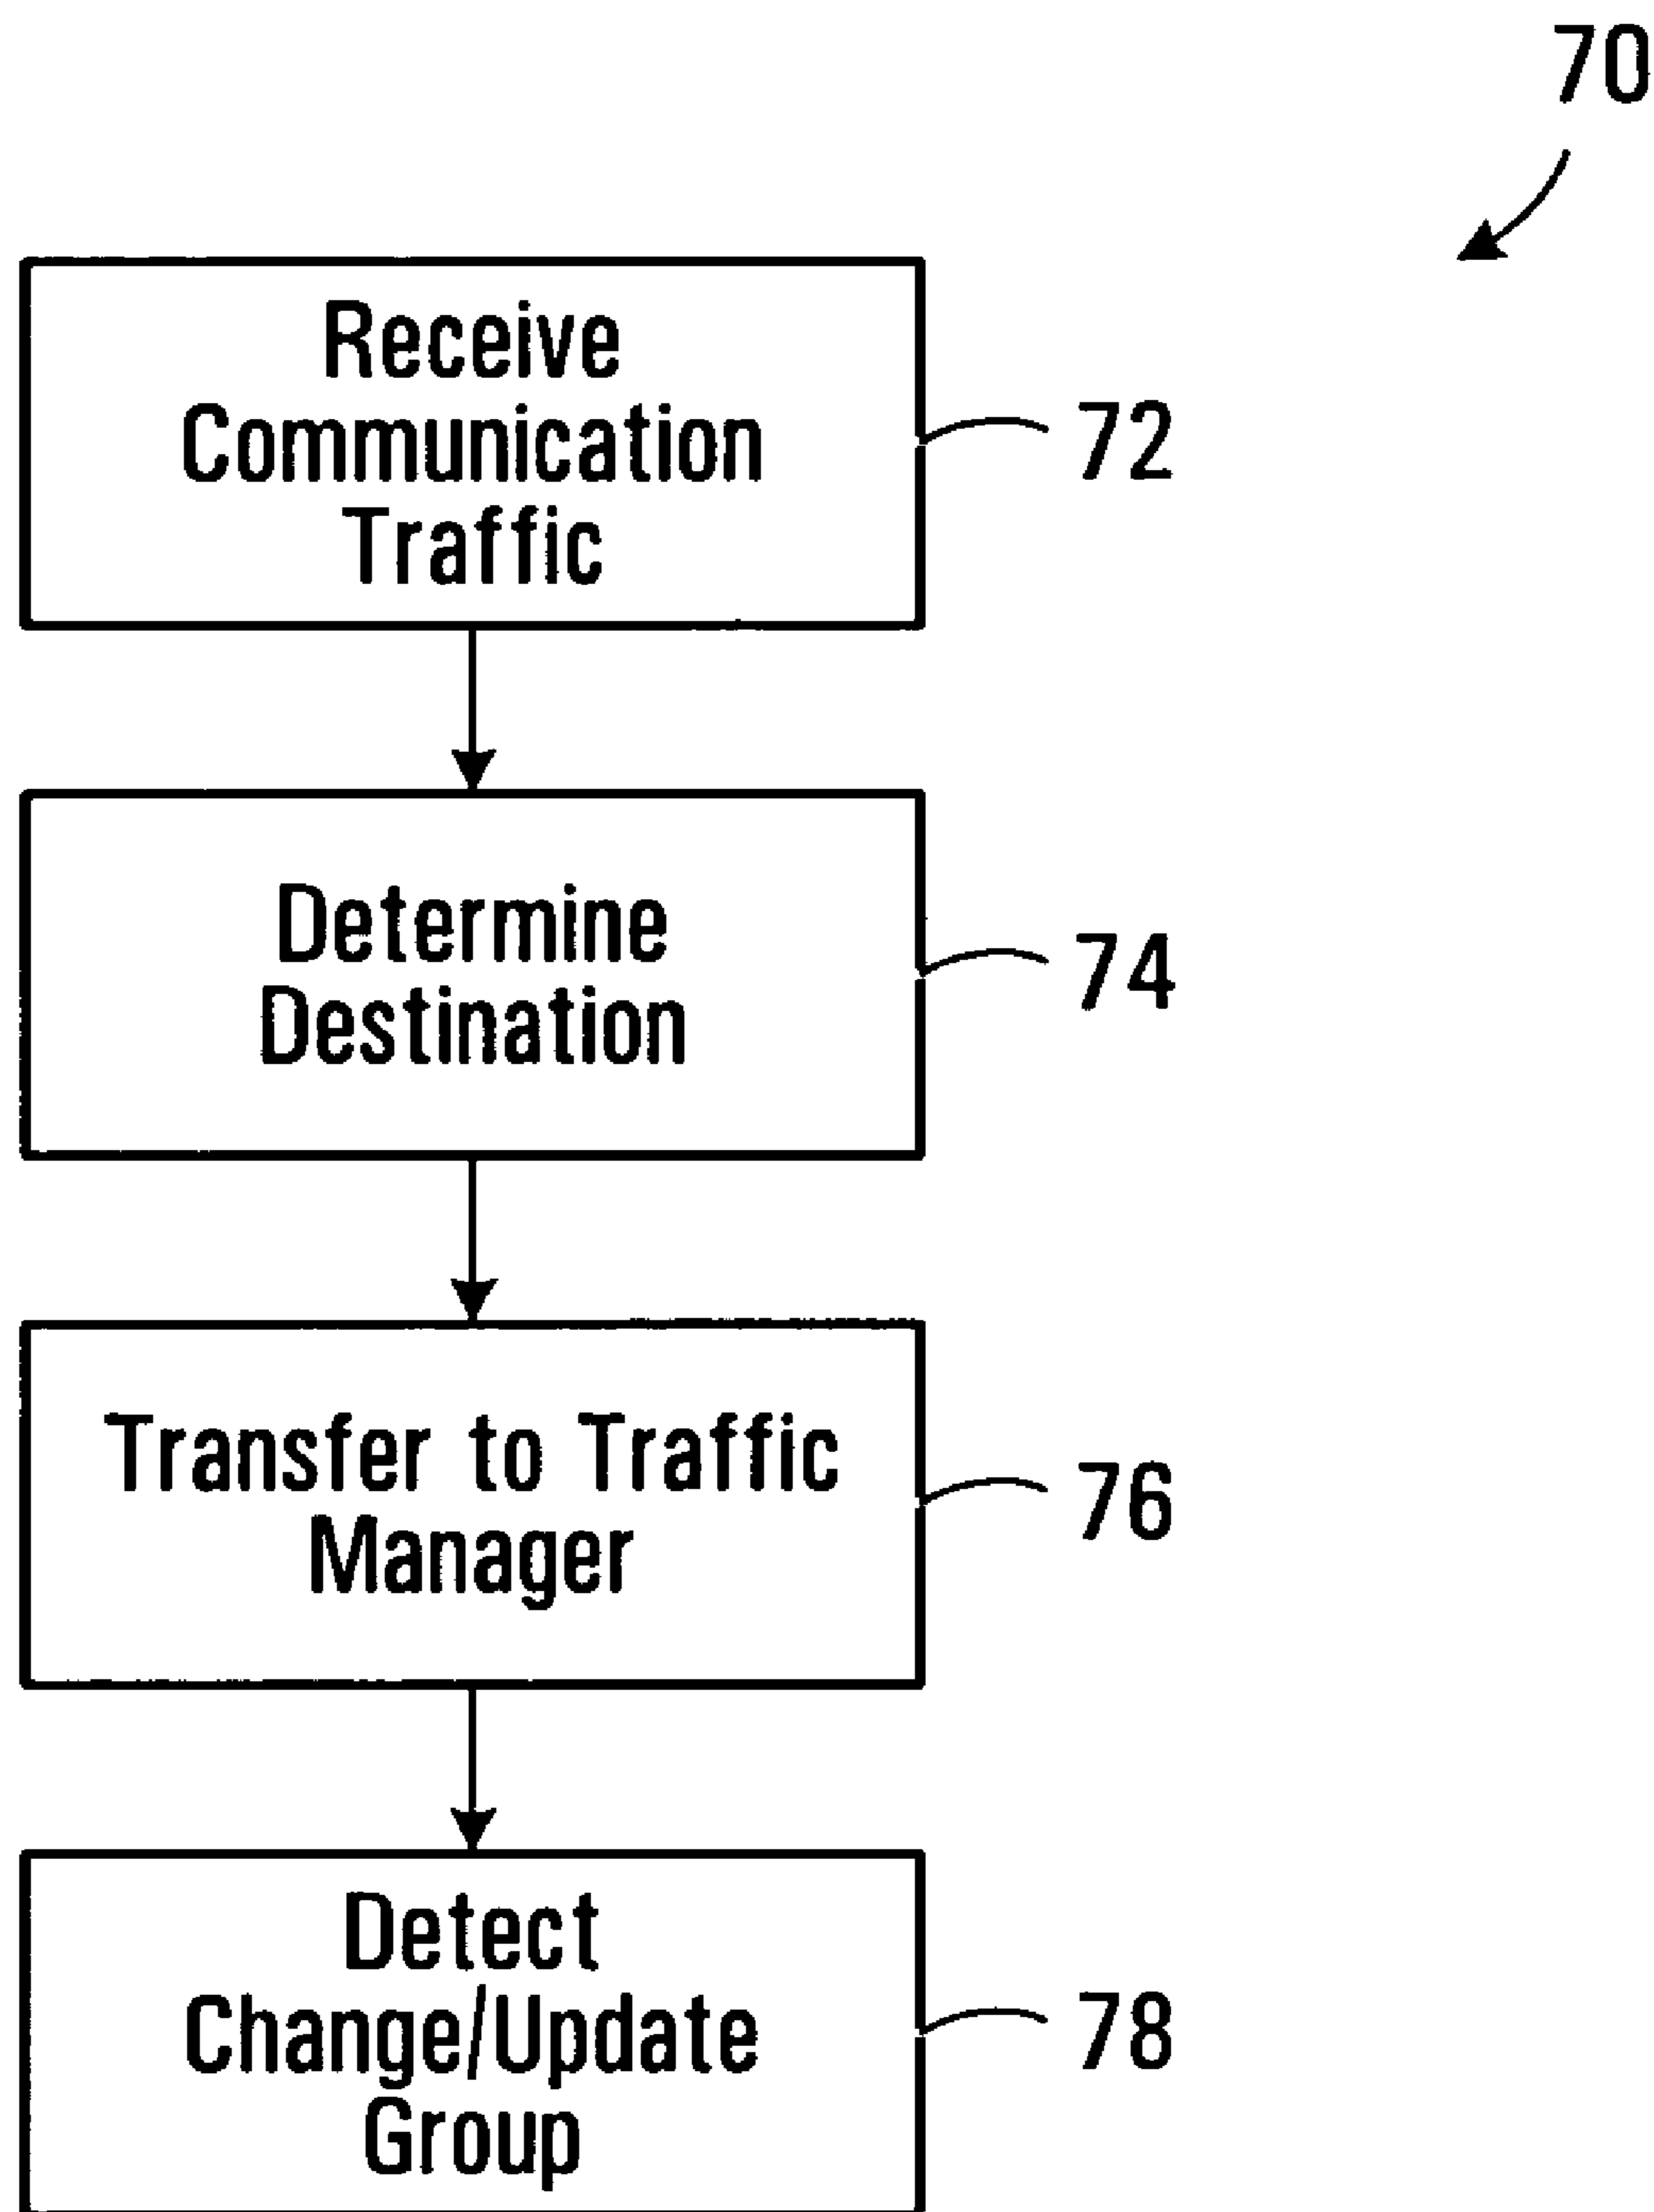 70
Receive
Communication
Traffic
72
Determine
Destination
74
Transfer to Traffic
Manager
76
Detect
Change/Update
Group
78